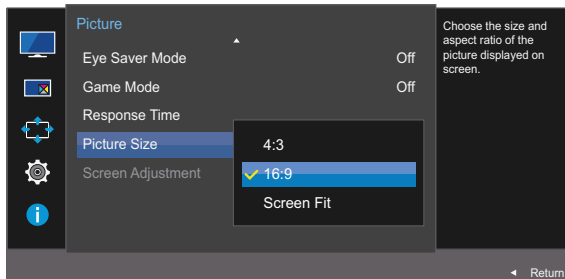 Picture
Eye Saver Mode Off
Game Mode Off
Response Time
Picture Size
Screen Adjustment
4:3
16:9
Screen Fit
Choose the size and
aspect ratio of the
picture displayed on
screen.
Return